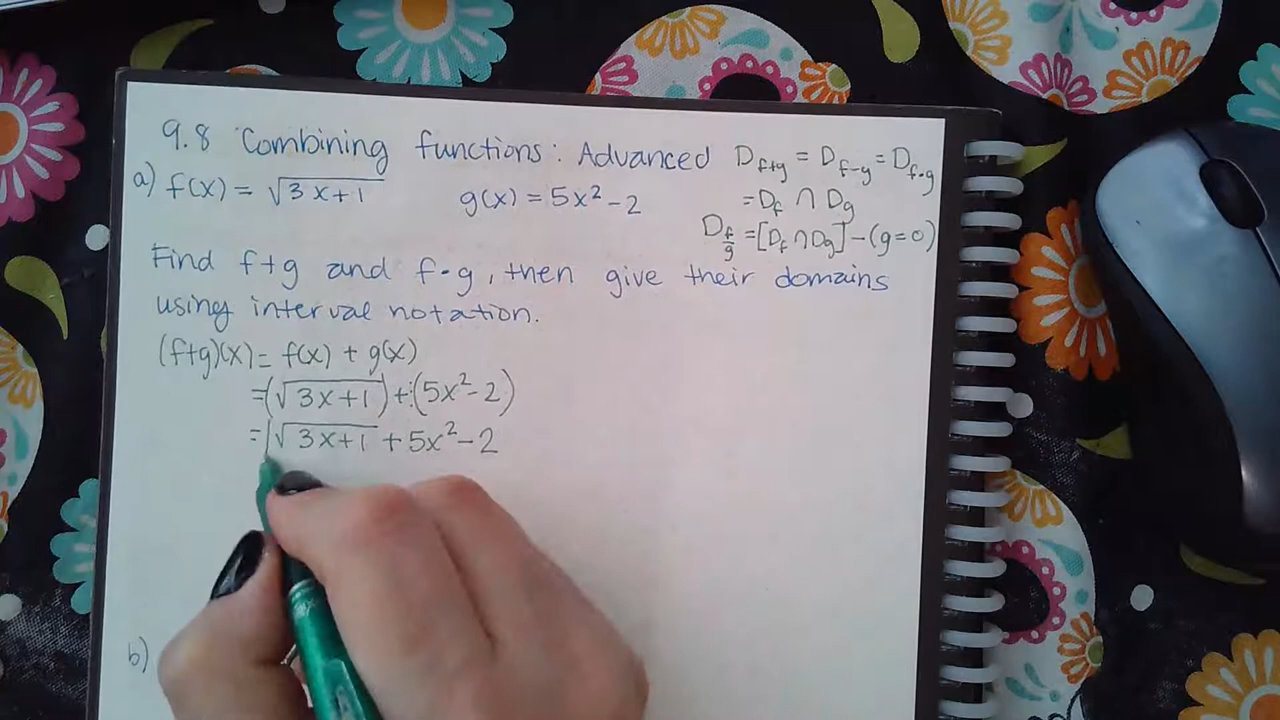 9.8 Combining functions: Advanced D_{f+g} = D_{f-g} = D_{f·g}
= D_f ∩ D_g
a) f(x) = √(3x+1) g(x) = 5x² - 2
D_{f/g} = [D_f ∩ D_g] - (g=0)
Find f+g and f·g, then give their domains
using interval notation.
(f+g)(x) = f(x) + g(x)
= (√(3x+1)) + (5x² - 2)
= √(3x+1) + 5x² - 2
b)